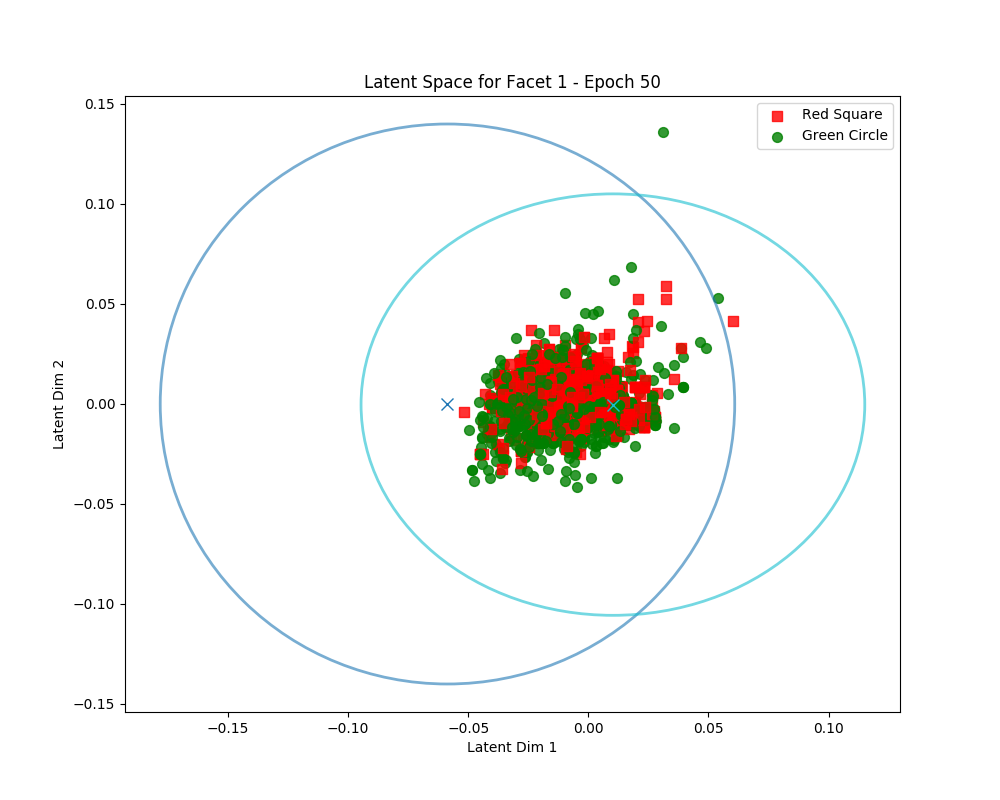 Latent Space for Facet 1 - Epoch 50
Red Square
Green Circle
0.15
0.10
0.05
0.00
−0.05
−0.10
−0.15
Latent Dim 2
−0.15 −0.10 −0.05 0.00 0.05 0.10
Latent Dim 1